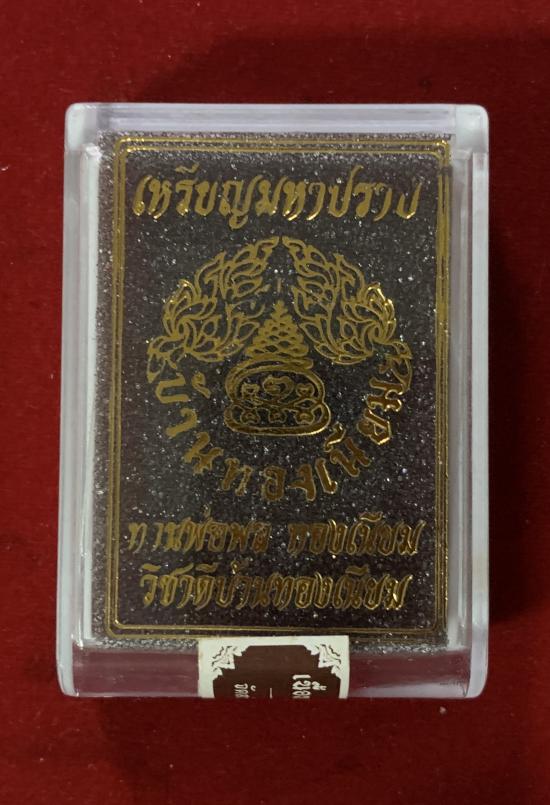 เหรียญมหาปราบ
บ้านทองเนียม
ท่านพ่อพล ทองเนียม
วิชาดีบ้านทองเนียม